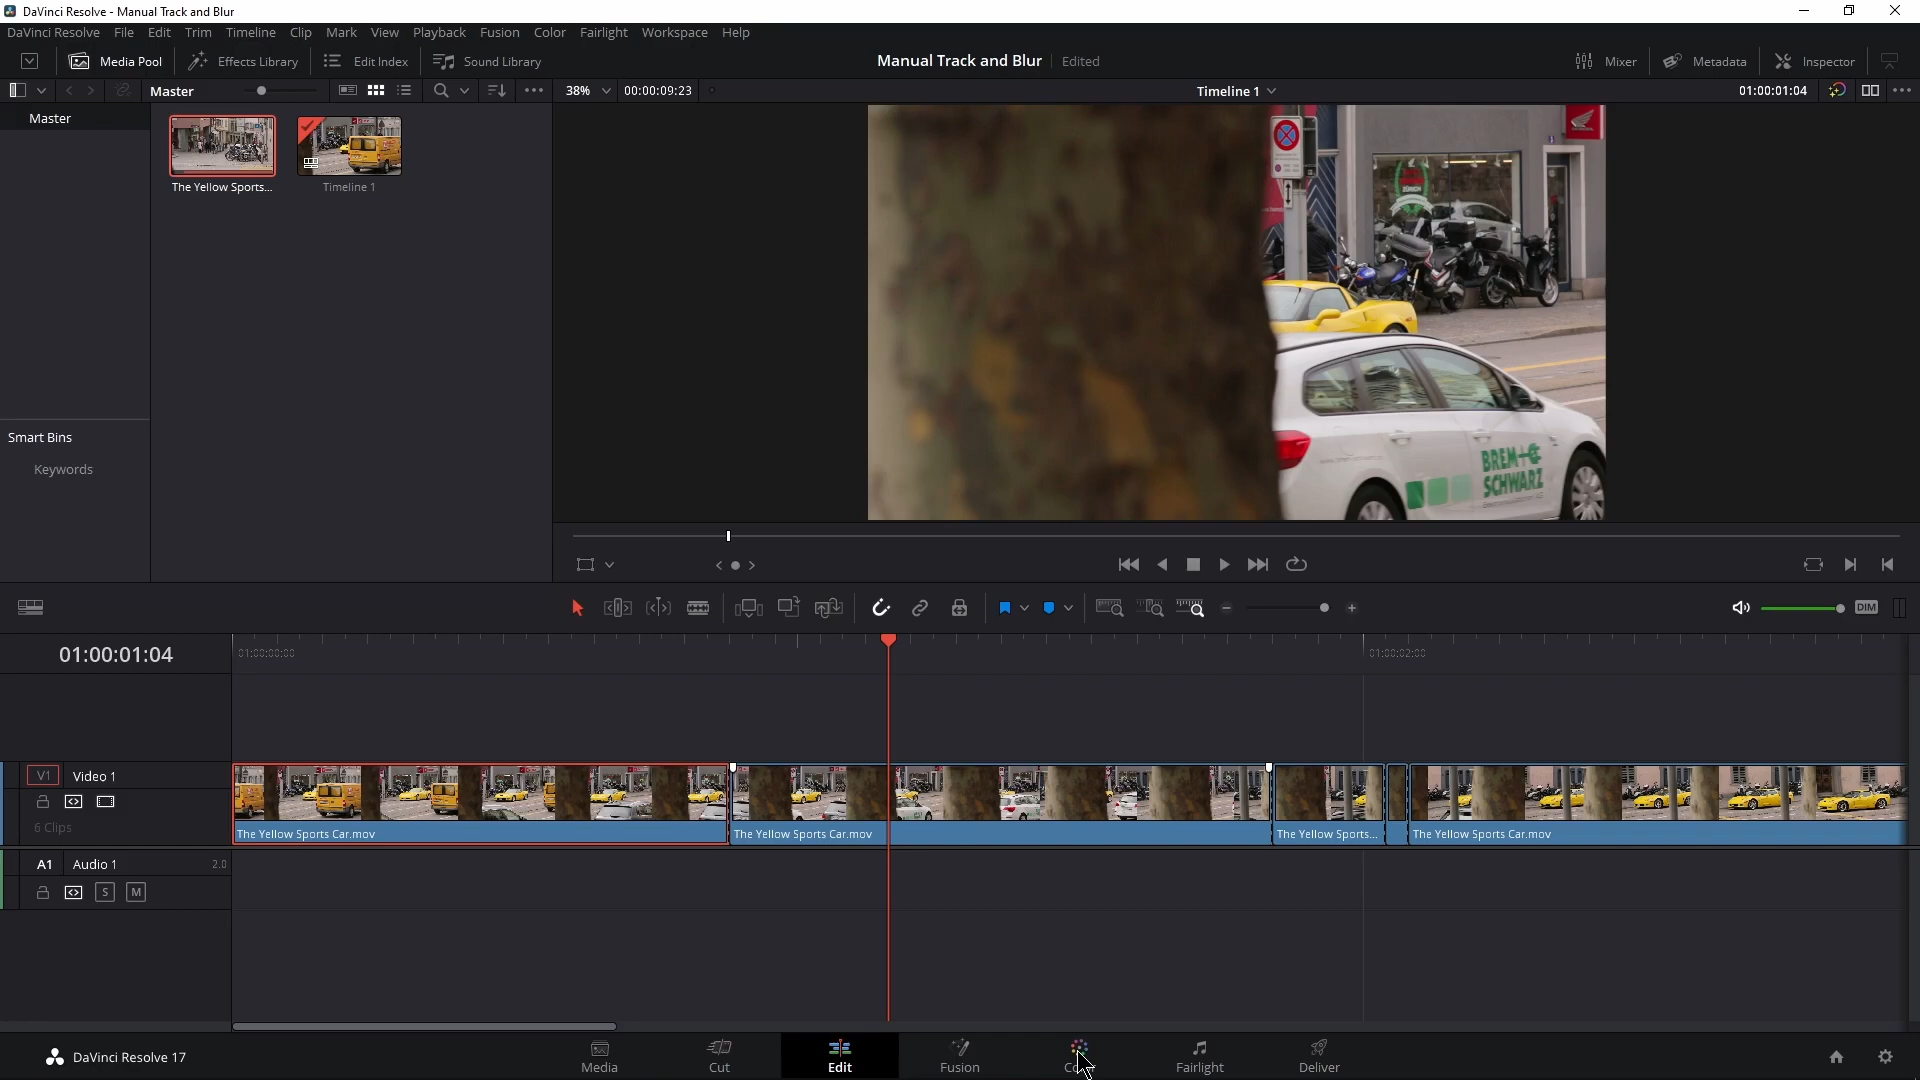 DaVinci Resolve - Manual Track and Blur
DaVinci Resolve File Edit Trim Timeline Clip Mark View Playback Fusion Color Fairlight Workspace Help
Media Pool Effects Library Edit Index Sound Library Manual Track and Blur Edited Mixer Metadata Inspector
Master 38% 00:00:09:23 Timeline 1 01:00:01:04
Master
The Yellow Sports... Timeline 1
ZÜRICH
BREM+
SCHWARZ
Smart Bins
Keywords
DIM
01:00:01:04 01:00:00:00 01:00:02:00
V1 Video 1
6 Clips
The Yellow Sports Car.mov The Yellow Sports Car.mov The Yellow Sports... The Yellow Sports Car.mov
A1 Audio 1 2.0
S M
DaVinci Resolve 17 Media Cut Edit Fusion Fairlight Deliver